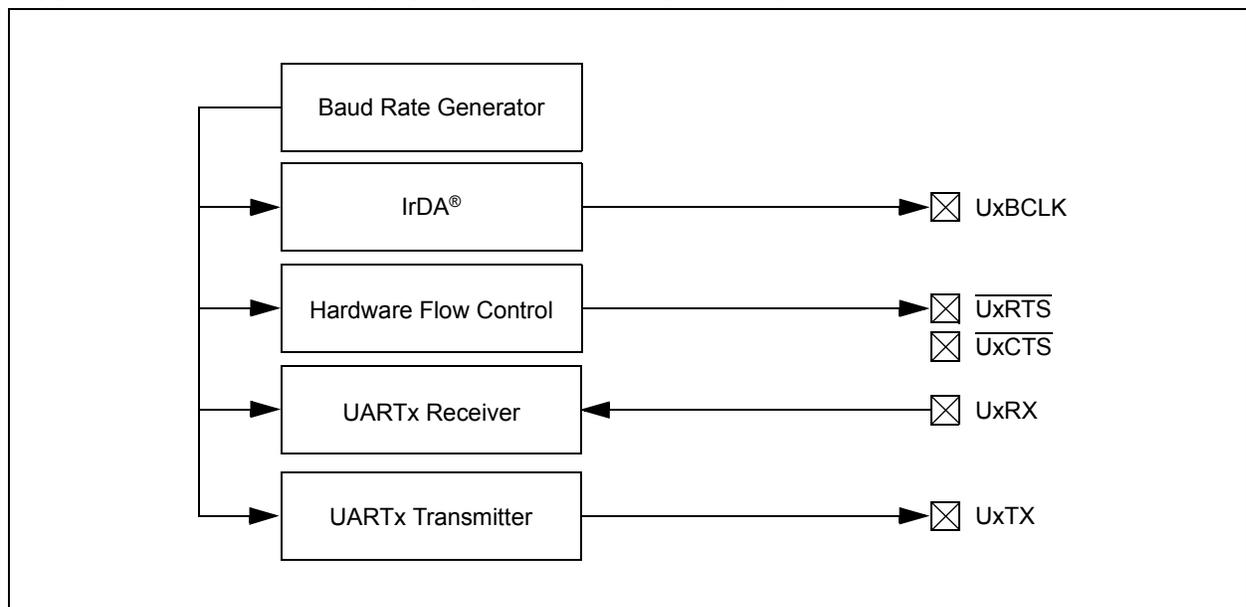 Baud Rate Generator
IrDA®
UxBCLK
Hardware Flow Control
UxRTS
UxCTS
UARTx Receiver
UxRX
UARTx Transmitter
UxTX